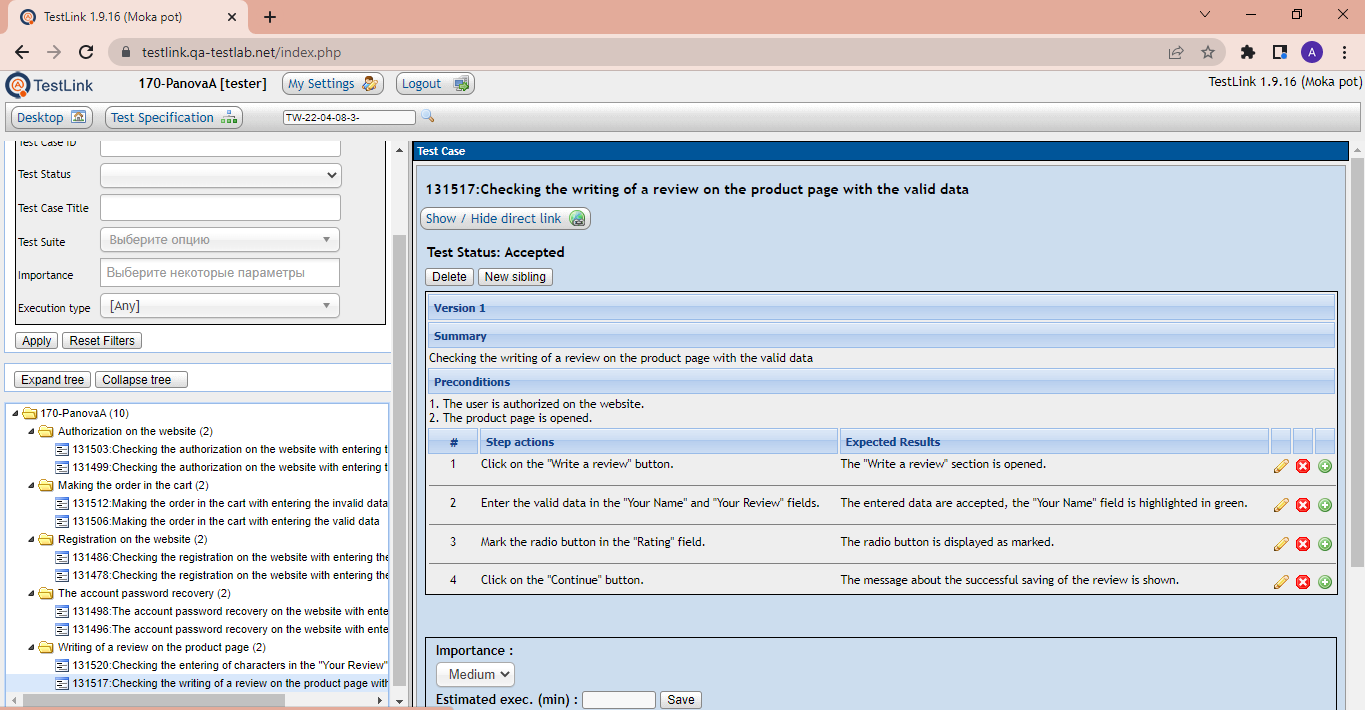 TestLink 1.9.16 (Moka pot)
testlink.qa-testlab.net/index.php
A
TestLink 170-PanovaA [tester] My Settings Logout TestLink 1.9.16 (Moka pot)
Desktop Test Specification TW-22-04-08-3-
Test Case ID
Test Status
Test Case Title
Test Suite Выберите опцию
Importance Выберите некоторые параметры
Execution type [Any]
Apply Reset Filters
Expand tree Collapse tree
170-PanovaA (10)
Authorization on the website (2)
131503:Checking the authorization on the website with entering t
131499:Checking the authorization on the website with entering t
Making the order in the cart (2)
131512:Making the order in the cart with entering the invalid data
131506:Making the order in the cart with entering the valid data
Registration on the website (2)
131486:Checking the registration on the website with entering the
131478:Checking the registration on the website with entering the
The account password recovery (2)
131498:The account password recovery on the website with ente
131496:The account password recovery on the website with ente
Writing of a review on the product page (2)
131520:Checking the entering of characters in the "Your Review"
131517:Checking the writing of a review on the product page with
Test Case
131517:Checking the writing of a review on the product page with the valid data
Show / Hide direct link
Test Status: Accepted
Delete New sibling
Version 1
Summary
Checking the writing of a review on the product page with the valid data
Preconditions
1. The user is authorized on the website.
2. The product page is opened.
# Step actions Expected Results
1 Click on the "Write a review" button. The "Write a review" section is opened.
2 Enter the valid data in the "Your Name" and "Your Review" fields. The entered data are accepted, the "Your Name" field is highlighted in green.
3 Mark the radio button in the "Rating" field. The radio button is displayed as marked.
4 Click on the "Continue" button. The message about the successful saving of the review is shown.
Importance :
Medium
Estimated exec. (min) : Save